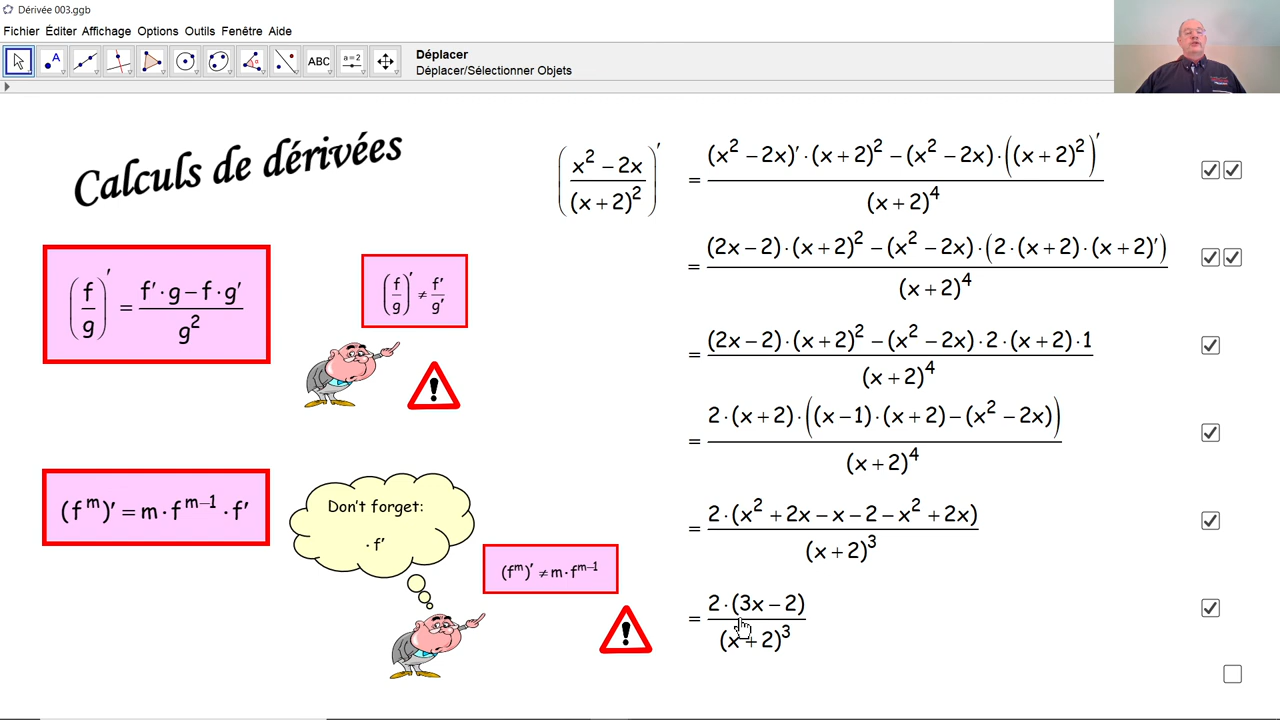 Dérivée 003.ggb
Fichier Éditer Affichage Options Outils Fenêtre Aide
A ABC a=2 Déplacer
Déplacer/Sélectionner Objets
Calculs de dérivées
((x² − 2x)/(x + 2)²)′ = ((x² − 2x)′ · (x + 2)² − (x² − 2x) · ((x + 2)²)′)/(x + 2)⁴
= ((2x − 2) · (x + 2)² − (x² − 2x) · (2 · (x + 2) · (x + 2)′))/(x + 2)⁴
(f/g)′ = (f′ · g − f · g′)/g²
(f/g)′ ≠ f′/g′
!
= ((2x − 2) · (x + 2)² − (x² − 2x) · 2 · (x + 2) · 1)/(x + 2)⁴
= (2 · (x + 2) · ((x − 1) · (x + 2) − (x² − 2x)))/(x + 2)⁴
(fᵐ)′ = m · fᵐ⁻¹ · f′
Don't forget:
· f′
(fᵐ)′ ≠ m · fᵐ⁻¹
!
= (2 · (x² + 2x − x − 2 − x² + 2x))/(x + 2)³
= (2 · (3x − 2))/(x + 2)³